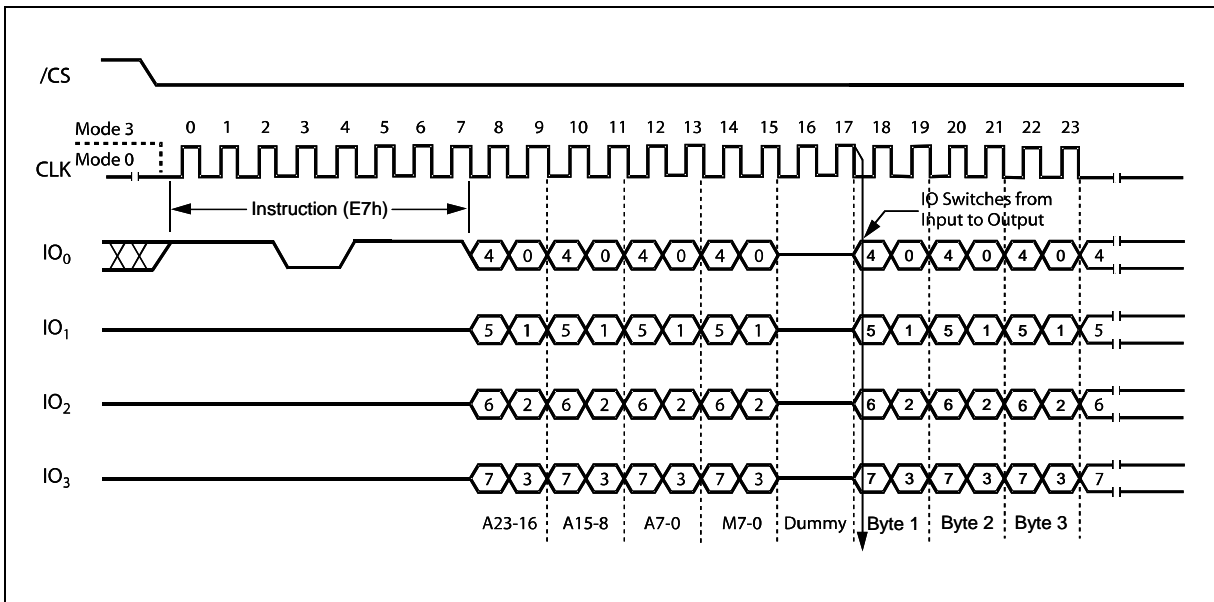 /CS
Mode 3
0 1 2 3 4 5 6 7 8 9 10 11 12 13 14 15 16 17 18 19 20 21 22 23
CLK
Mode 0
Instruction (E7h)
IO Switches from
Input to Output
IO0
4 0 4 0 4 0 4 0 4 0 4 0 4 0 4
IO1
5 1 5 1 5 1 5 1 5 1 5 1 5 1 5
IO2
6 2 6 2 6 2 6 2 6 2 6 2 6 2 6
IO3
7 3 7 3 7 3 7 3 7 3 7 3 7 3 7
A23-16 A15-8 A7-0 M7-0 Dummy Byte 1 Byte 2 Byte 3